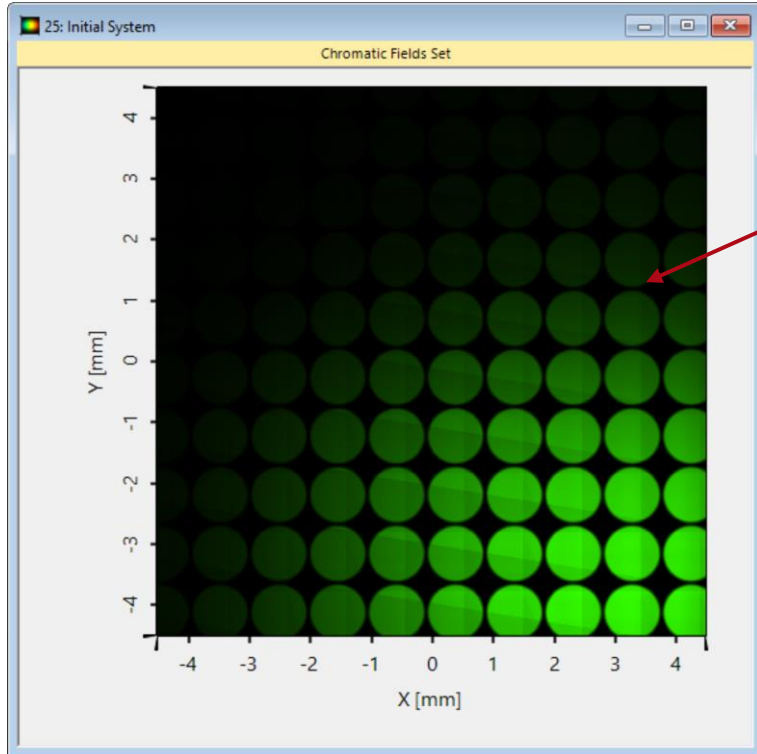 25: Initial System
Chromatic Fields Set
4
3
2
1
0
-1
-2
-3
-4
Y [mm]
-4 -3 -2 -1 0 1 2 3 4
X [mm]